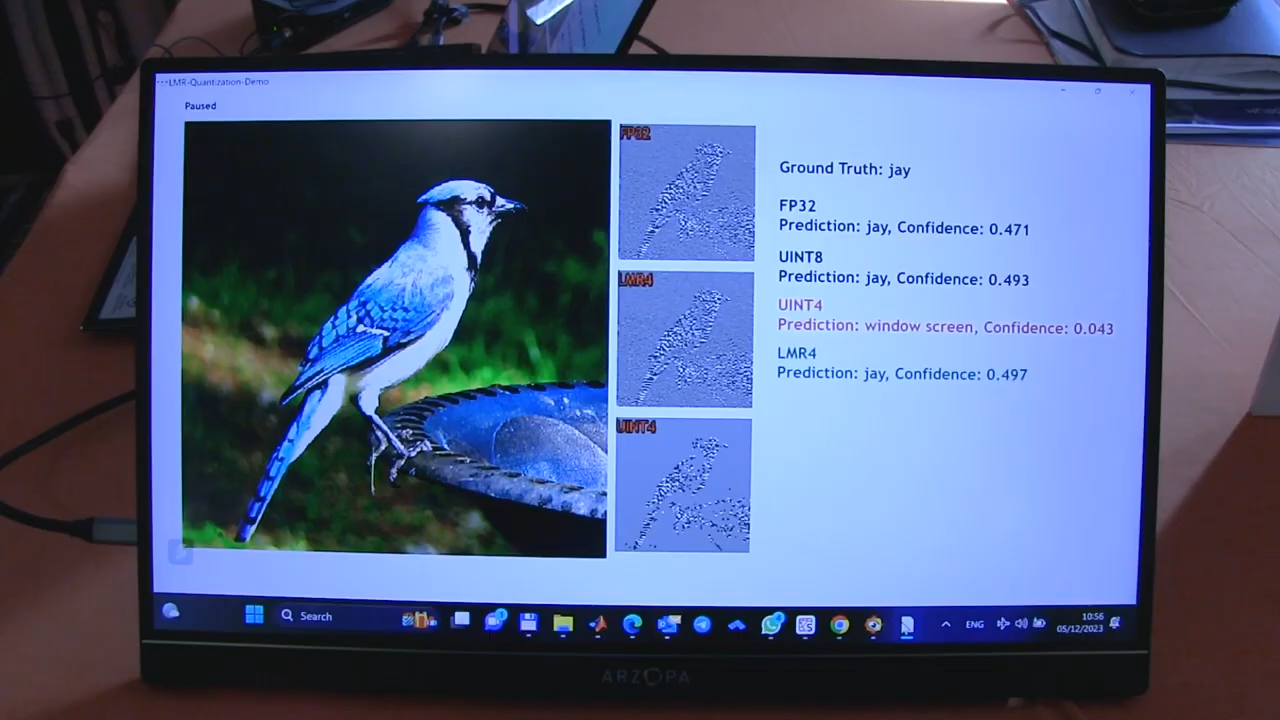 LMR-Quantization-Demo
Paused
FP32
LMR4
UINT4
Ground Truth: jay
FP32
Prediction: jay, Confidence: 0.471
UINT8
Prediction: jay, Confidence: 0.493
UINT4
Prediction: window screen, Confidence: 0.043
LMR4
Prediction: jay, Confidence: 0.497
Search
ENG
10:56
05/12/2023
ARZOPA